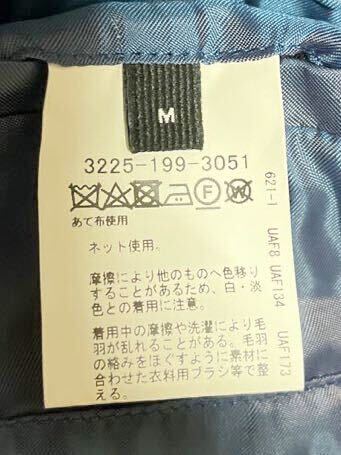 M
3225-199-3051
F
W
あて布使用
ネット使用。
摩擦により他のものへ色移り
することがあるため、白・淡
色との着用に注意。
着用中の摩擦や洗濯により毛
羽が乱れることがある。毛羽
の絡みをほぐすように素材に
合わせた衣料用ブラシ等で整
える。
621-1 UAF8 UAF134 UAF173